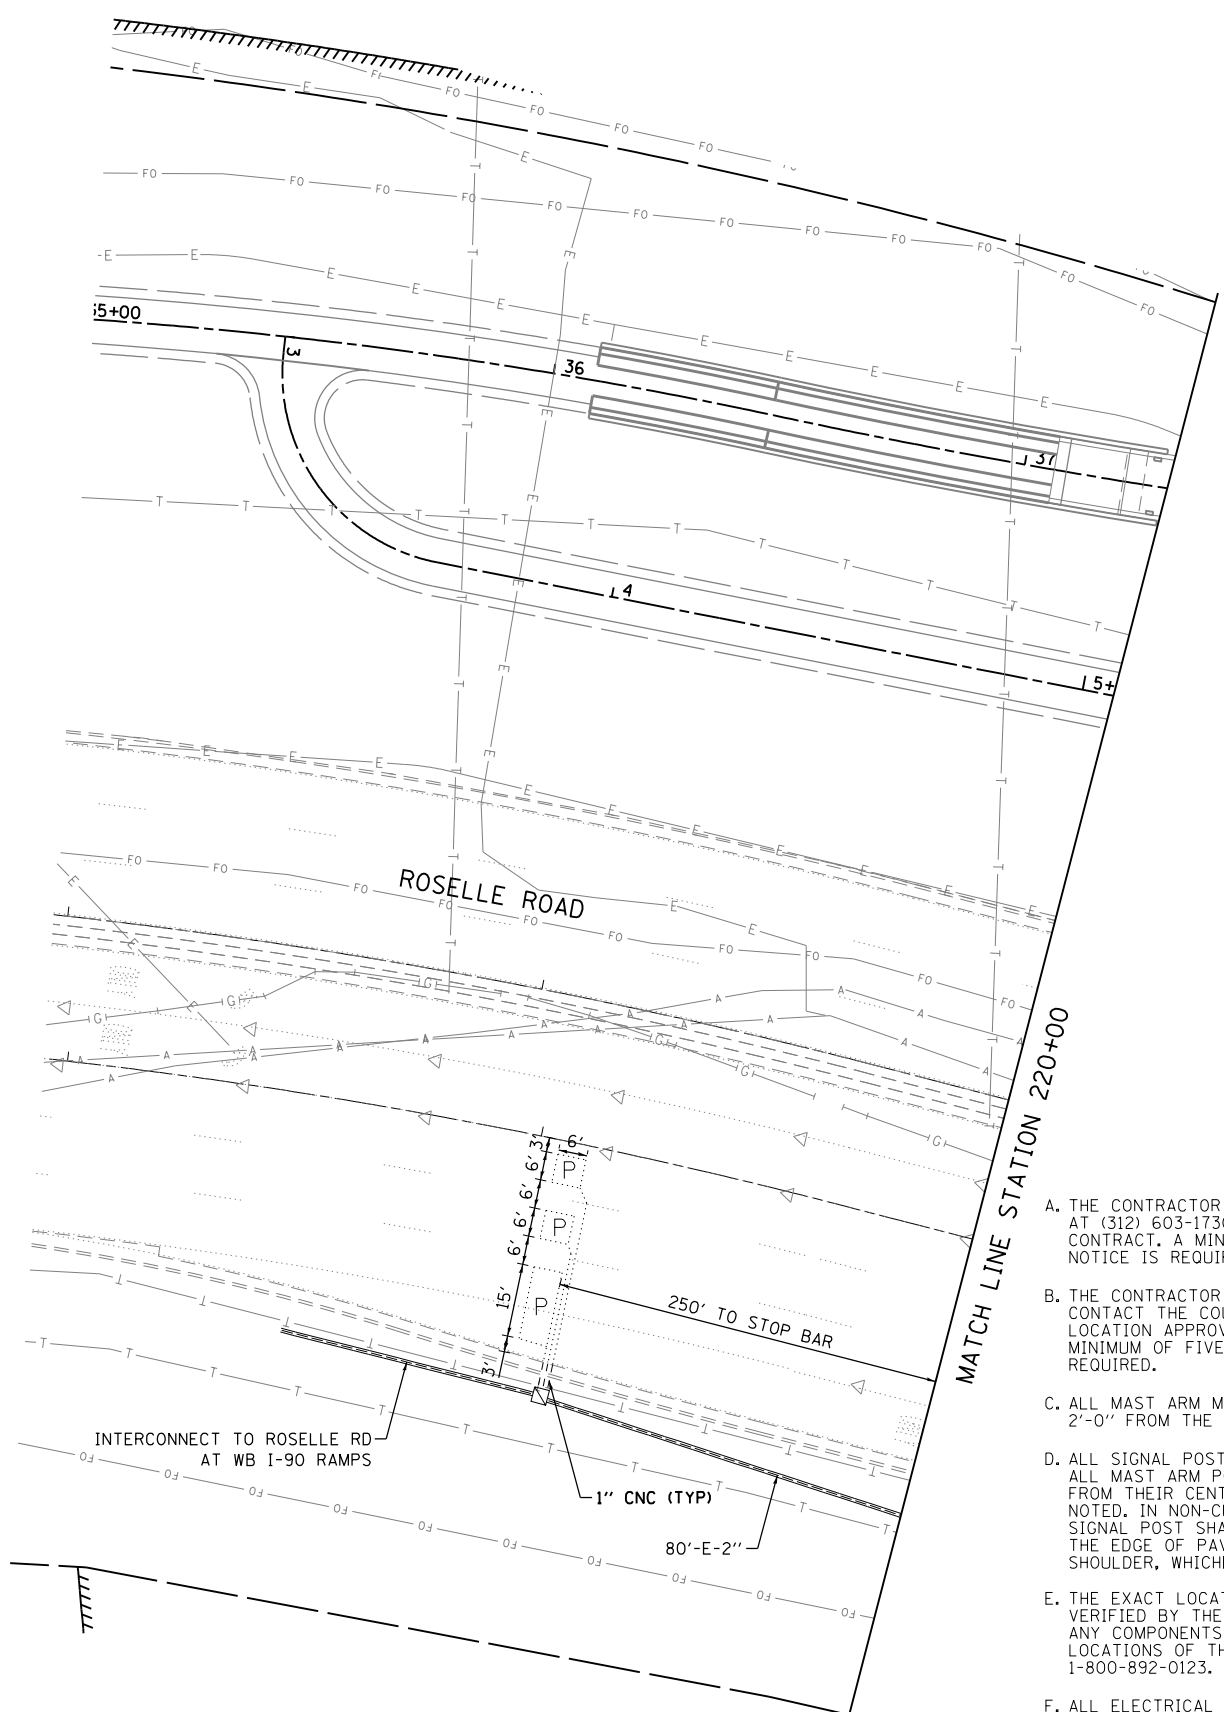 35+00
3
36
37
4
5+
ROSELLE ROAD
MATCH LINE STATION 220+00
3'
6'
6'
6'
6'
6'
15'
3'
P
P
P
250' TO STOP BAR
INTERCONNECT TO ROSELLE RD
AT WB I-90 RAMPS
1" CNC (TYP)
80'-E-2"
A. THE CONTRACTOR
AT (312) 603-173
CONTRACT. A MIN
NOTICE IS REQUI
B. THE CONTRACTOR
CONTACT THE COU
LOCATION APPROV
MINIMUM OF FIVE
REQUIRED.
C. ALL MAST ARM M
2'-0" FROM THE
D. ALL SIGNAL POST
ALL MAST ARM PO
FROM THEIR CENT
NOTED. IN NON-C
SIGNAL POST SHA
THE EDGE OF PAV
SHOULDER, WHICH
E. THE EXACT LOCAT
VERIFIED BY THE
ANY COMPONENTS
LOCATIONS OF TH
1-800-892-0123.
F. ALL ELECTRICAL